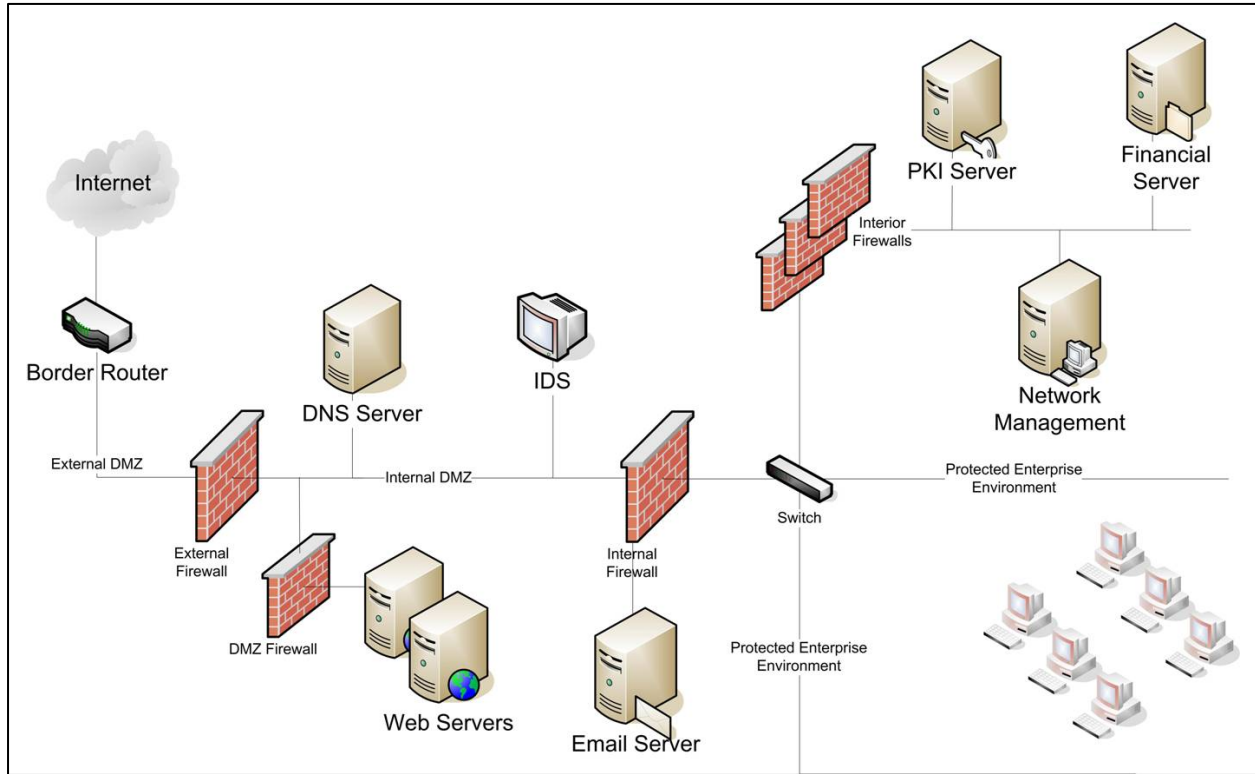 Internet
Border Router
External DMZ
External
Firewall
DNS Server
Internal DMZ
IDS
DMZ Firewall
Web Servers
Internal
Firewall
Email Server
Switch
Interior
Firewalls
PKI Server
Financial
Server
Network
Management
Protected Enterprise
Environment
Protected Enterprise
Environment